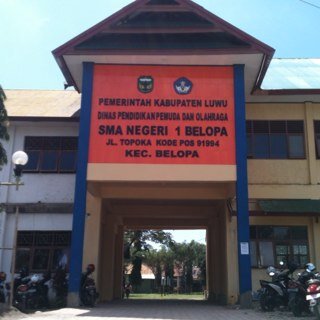 PEMERINTAH KABUPATEN LUWU
DINAS PENDIDIKAN PEMUDA DAN OLAHRAGA
SMA NEGERI 1 BELOPA
JL. TOPOKA KODE POS 91994
KEC. BELOPA